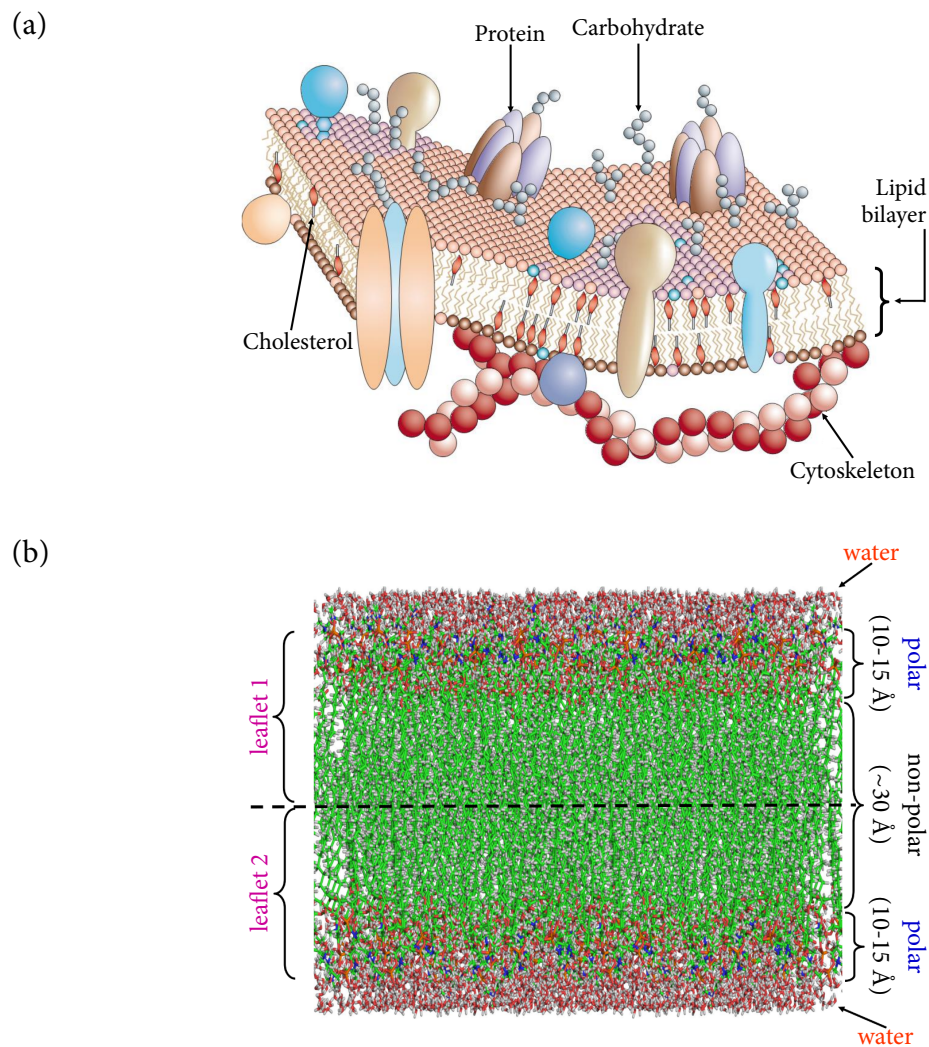 (a)
Protein
Carbohydrate
Lipid
bilayer
Cholesterol
Cytoskeleton
(b)
water
leaflet 1
leaflet 2
polar
(10-15 Å)
non-polar
(~30 Å)
polar
(10-15 Å)
water